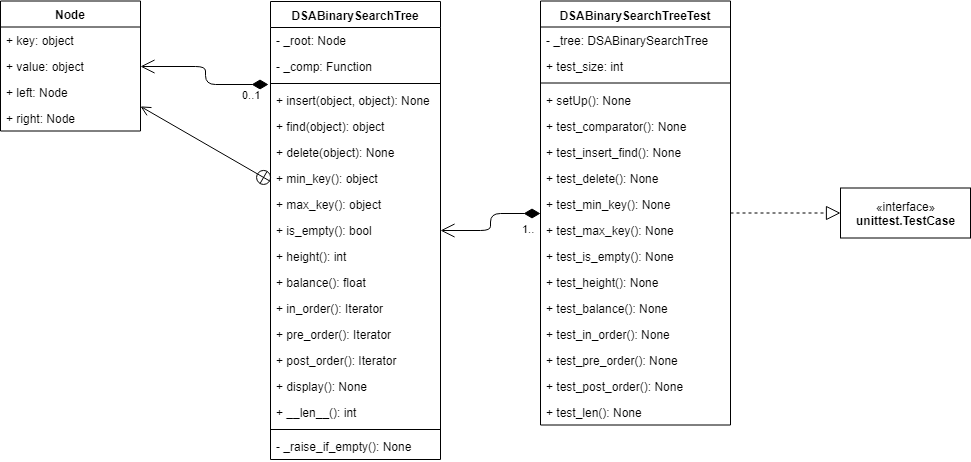 Node
+ key: object
+ value: object
+ left: Node
+ right: Node
0..1
DSABinarySearchTree
- _root: Node
- _comp: Function
+ insert(object, object): None
+ find(object): object
+ delete(object): None
+ min_key(): object
+ max_key(): object
+ is_empty(): bool
+ height(): int
+ balance(): float
+ in_order(): Iterator
+ pre_order(): Iterator
+ post_order(): Iterator
+ display(): None
+ __len__(): int
- _raise_if_empty(): None
1..
DSABinarySearchTreeTest
- _tree: DSABinarySearchTree
+ test_size: int
+ setUp(): None
+ test_comparator(): None
+ test_insert_find(): None
+ test_delete(): None
+ test_min_key(): None
+ test_max_key(): None
+ test_is_empty(): None
+ test_height(): None
+ test_balance(): None
+ test_in_order(): None
+ test_pre_order(): None
+ test_post_order(): None
+ test_len(): None
«interface»
unittest.TestCase